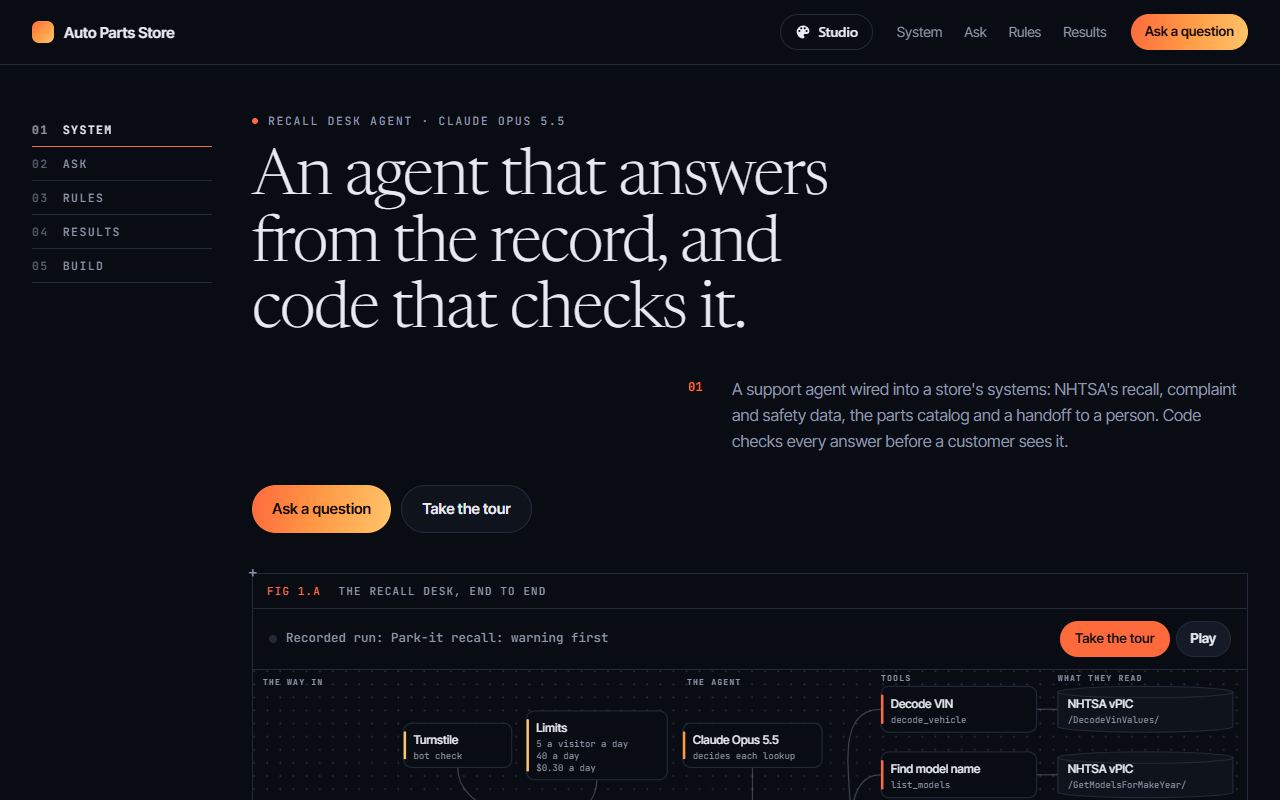 Auto Parts Store
Studio
System
Ask
Rules
Results
Ask a question
01 SYSTEM
02 ASK
03 RULES
04 RESULTS
05 BUILD
RECALL DESK AGENT · CLAUDE OPUS 5.5
An agent that answers
from the record, and
code that checks it.
01
A support agent wired into a store's systems: NHTSA's recall, complaint
and safety data, the parts catalog and a handoff to a person. Code
checks every answer before a customer sees it.
Ask a question
Take the tour
FIG 1.A THE RECALL DESK, END TO END
Recorded run: Park-it recall: warning first
Take the tour
Play
THE WAY IN
THE AGENT
TOOLS
WHAT THEY READ
Turnstile
bot check
Limits
5 a visitor a day
40 a day
$0.30 a day
Claude Opus 5.5
decides each lookup
Decode VIN
decode_vehicle
NHTSA vPIC
/DecodeVinValues/
Find model name
list_models
NHTSA vPIC
/GetModelsForMakeYear/